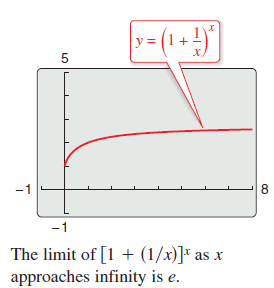 y = (1 + 1/x)^x
5
−1
8
−1
The limit of [1 + (1/x)]ˣ as x
approaches infinity is e.